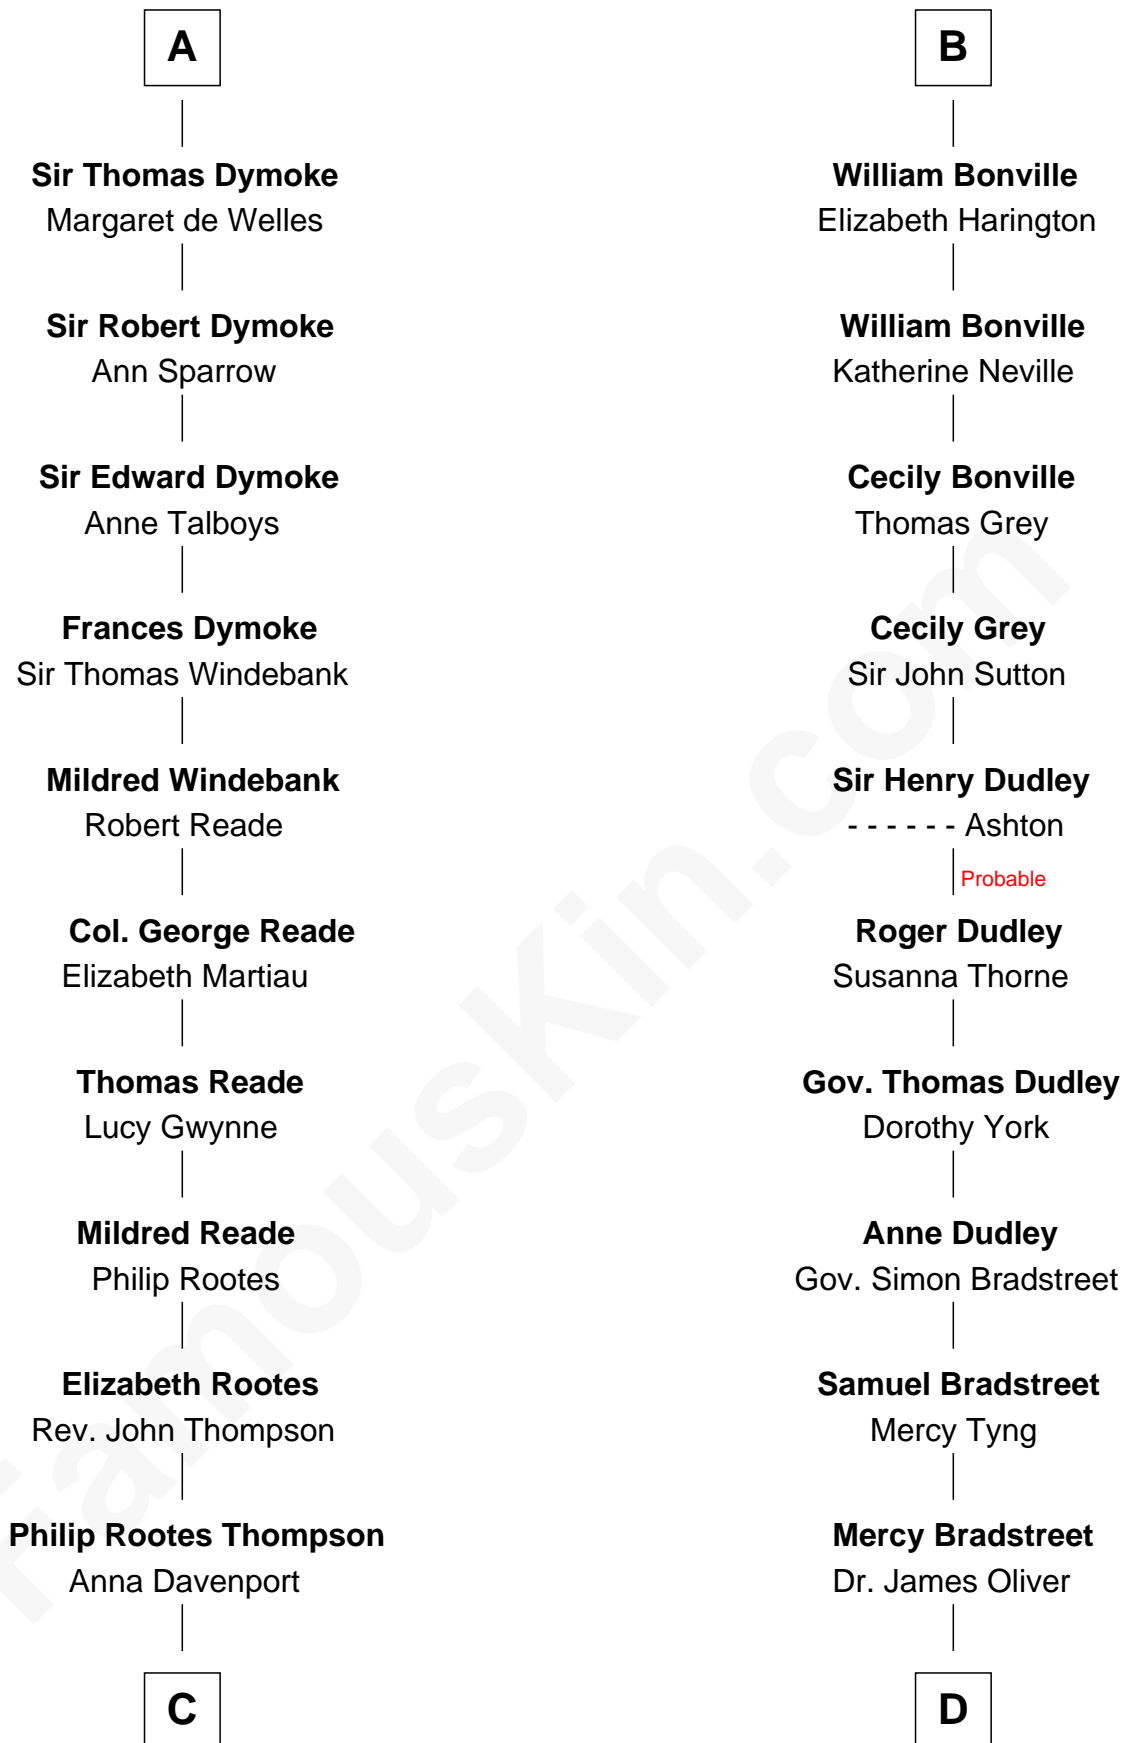 A
Sir Thomas Dymoke
Margaret de Welles
Sir Robert Dymoke
Ann Sparrow
Sir Edward Dymoke
Anne Talboys
Frances Dymoke
Sir Thomas Windebank
Mildred Windebank
Robert Reade
Col. George Reade
Elizabeth Martiau
Thomas Reade
Lucy Gwynne
Mildred Reade
Philip Rootes
Elizabeth Rootes
Rev. John Thompson
Philip Rootes Thompson
Anna Davenport
C
B
William Bonville
Elizabeth Harington
William Bonville
Katherine Neville
Cecily Bonville
Thomas Grey
Cecily Grey
Sir John Sutton
Sir Henry Dudley
- - - - - - Ashton
Probable
Roger Dudley
Susanna Thorne
Gov. Thomas Dudley
Dorothy York
Anne Dudley
Gov. Simon Bradstreet
Samuel Bradstreet
Mercy Tyng
Mercy Bradstreet
Dr. James Oliver
D
FamousKin.com